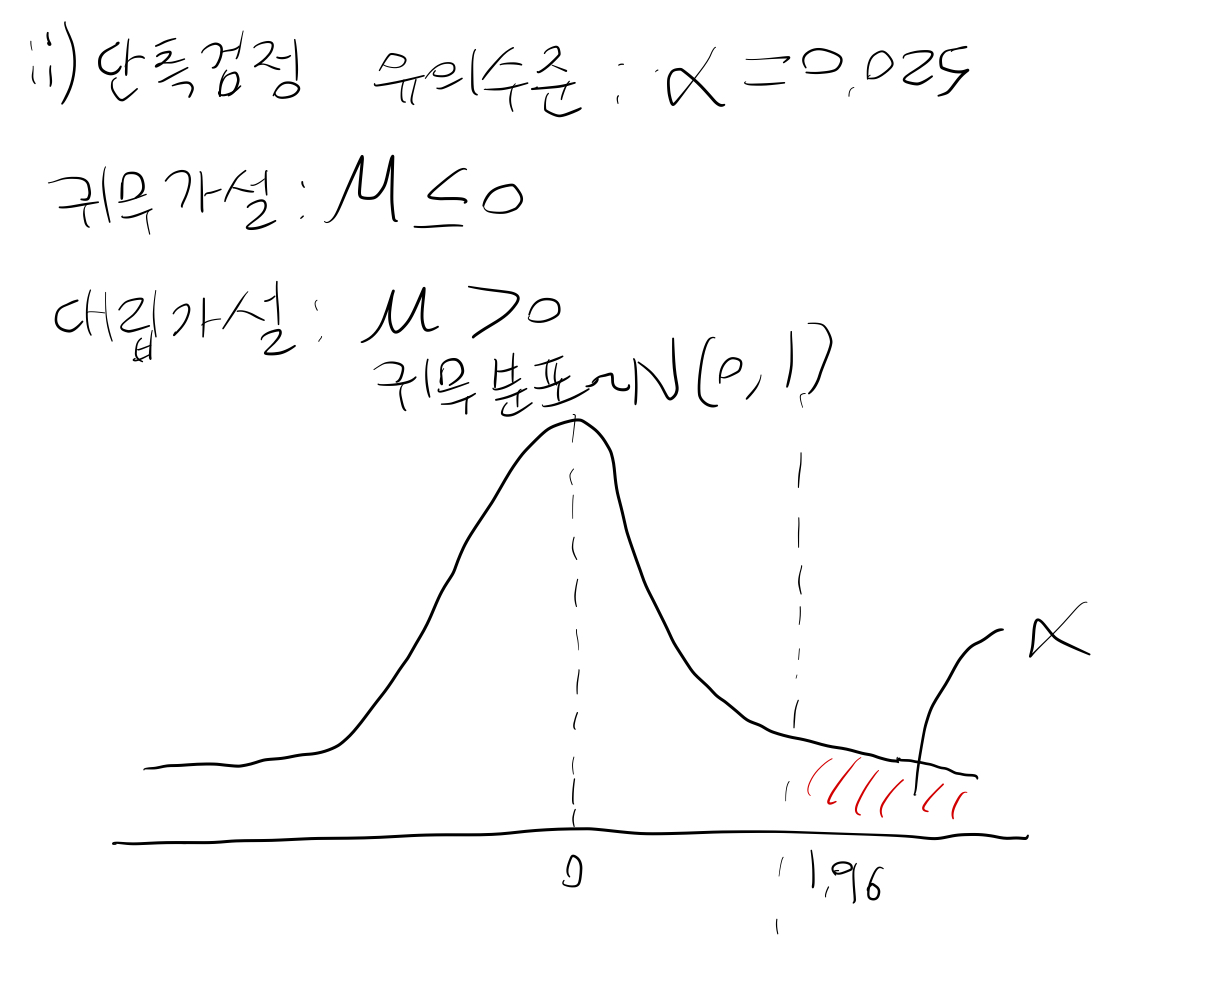 ii) 단측검정 유의수준 : α = 0.025
귀무가설 : μ ≤ 0
대립가설 : μ > 0
귀무분포 ~ N(0, 1)
α
0 1.96